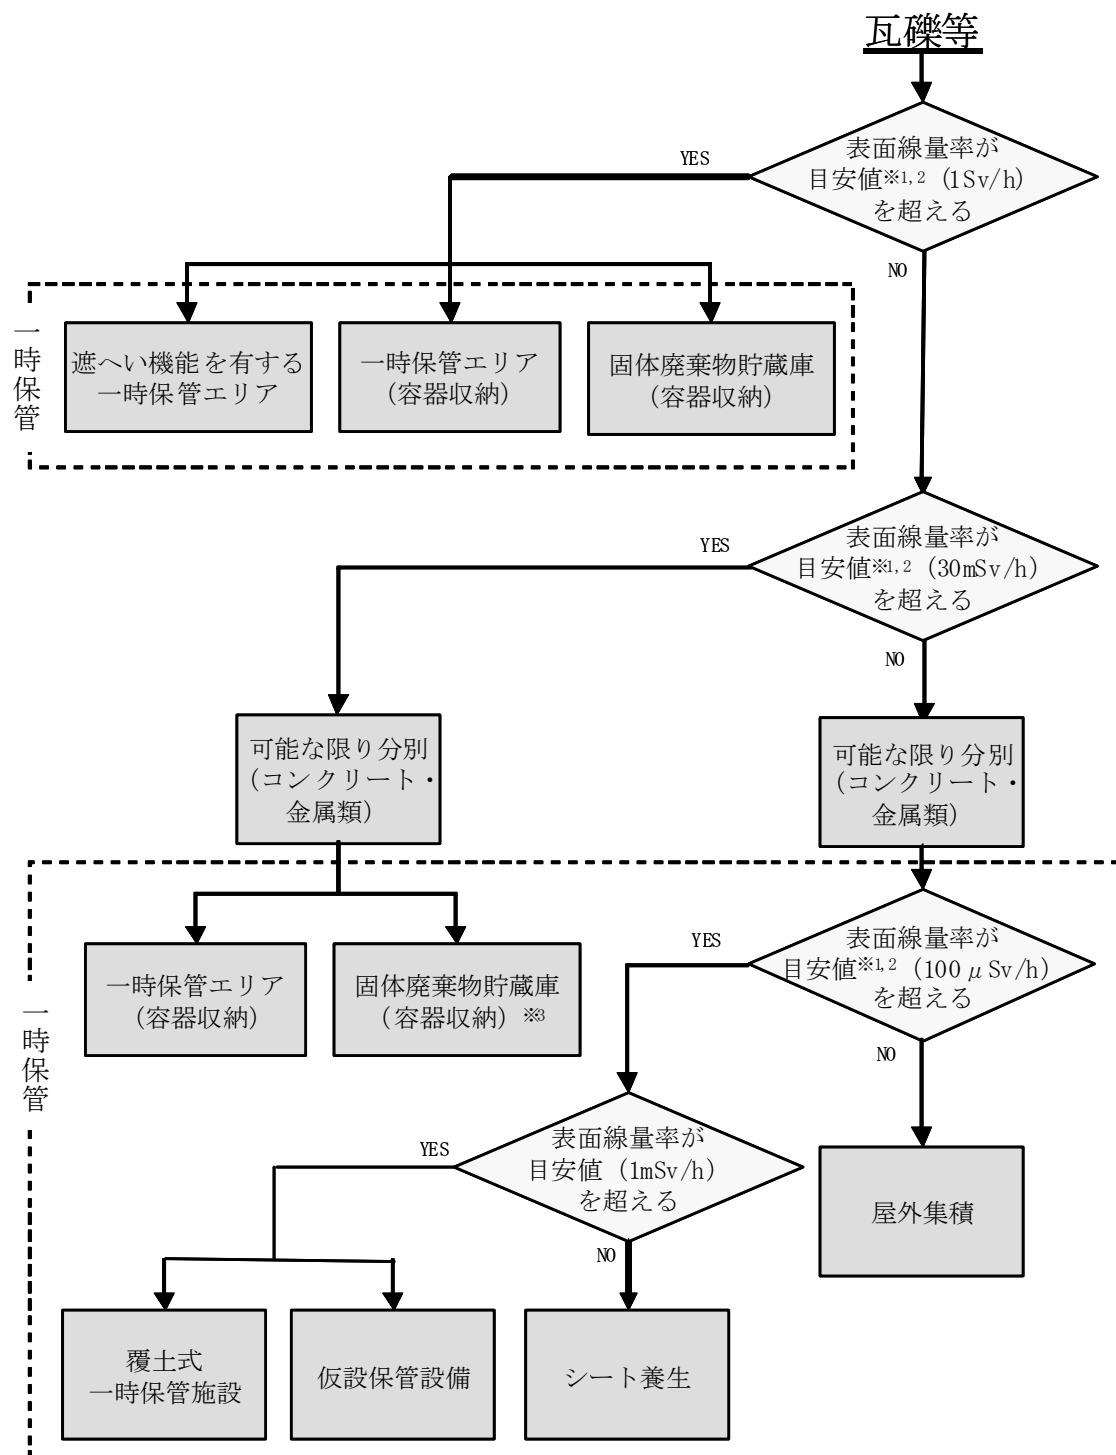 瓦礫等
表面線量率が
目安値※1,2（1Sv/h）
を超える
YES
NO
一時保管
遮へい機能を有する
一時保管エリア
一時保管エリア
（容器収納）
固体廃棄物貯蔵庫
（容器収納）
表面線量率が
目安値※1,2（30mSv/h）
を超える
YES
NO
可能な限り分別
（コンクリート・
金属類）
可能な限り分別
（コンクリート・
金属類）
一時保管
一時保管エリア
（容器収納）
固体廃棄物貯蔵庫
（容器収納）※3
表面線量率が
目安値※1,2（100μSv/h）
を超える
YES
NO
表面線量率が
目安値（1mSv/h）
を超える
YES
NO
屋外集積
覆土式
一時保管施設
仮設保管設備
シート養生